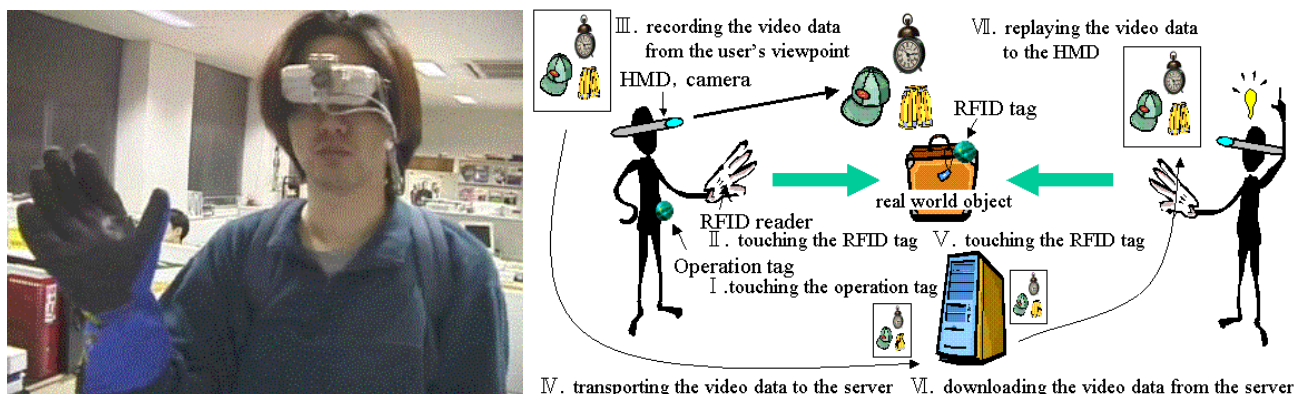 Ⅲ. recording the video data
from the user's viewpoint
HMD, camera
Ⅶ. replaying the video data
to the HMD
RFID tag
real world object
RFID reader
Ⅱ. touching the RFID tag
Ⅴ. touching the RFID tag
Operation tag
Ⅰ.touching the operation tag
Ⅳ. transporting the video data to the server
Ⅵ. downloading the video data from the server